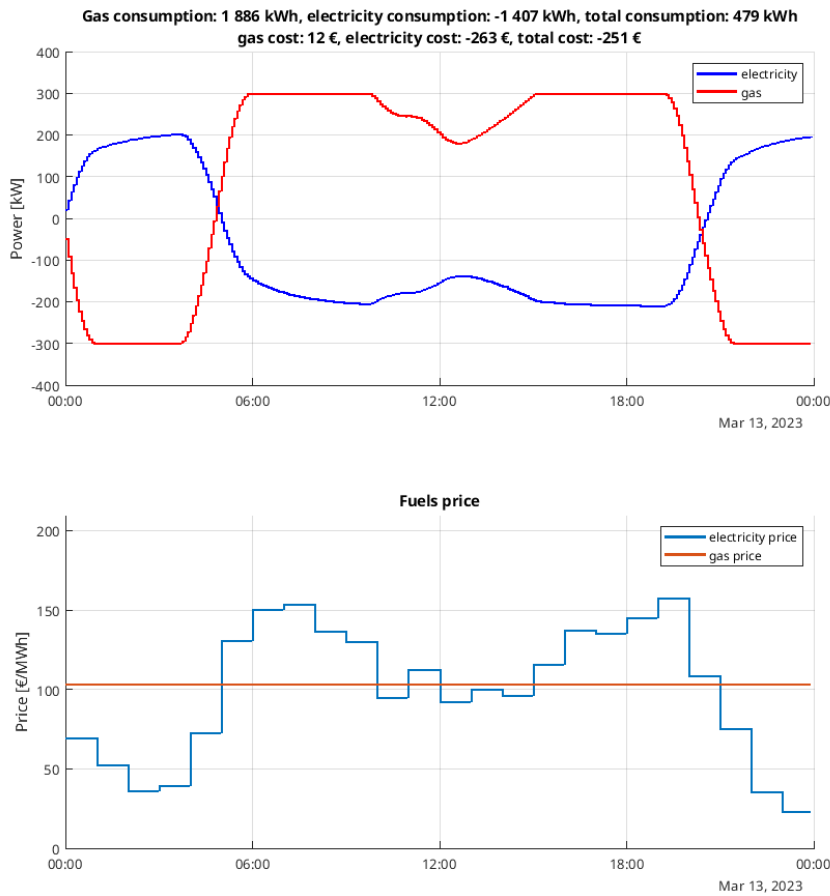 Gas consumption: 1 886 kWh, electricity consumption: -1 407 kWh, total consumption: 479 kWh
gas cost: 12 €, electricity cost: -263 €, total cost: -251 €
400
300
200
100
0
-100
-200
-300
-400
Power [kW]
electricity
gas
00:00 06:00 12:00 18:00 00:00
Mar 13, 2023
Fuels price
200
150
100
50
0
Price [€/MWh]
electricity price
gas price
00:00 06:00 12:00 18:00 00:00
Mar 13, 2023